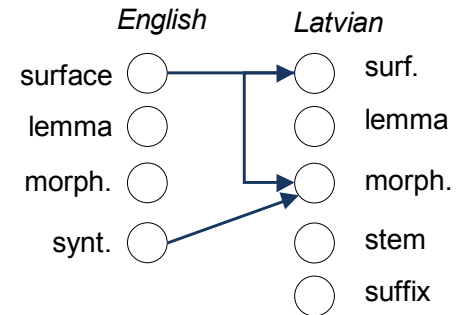 English Latvian
surface surf.
lemma lemma
morph. morph.
synt. stem
suffix